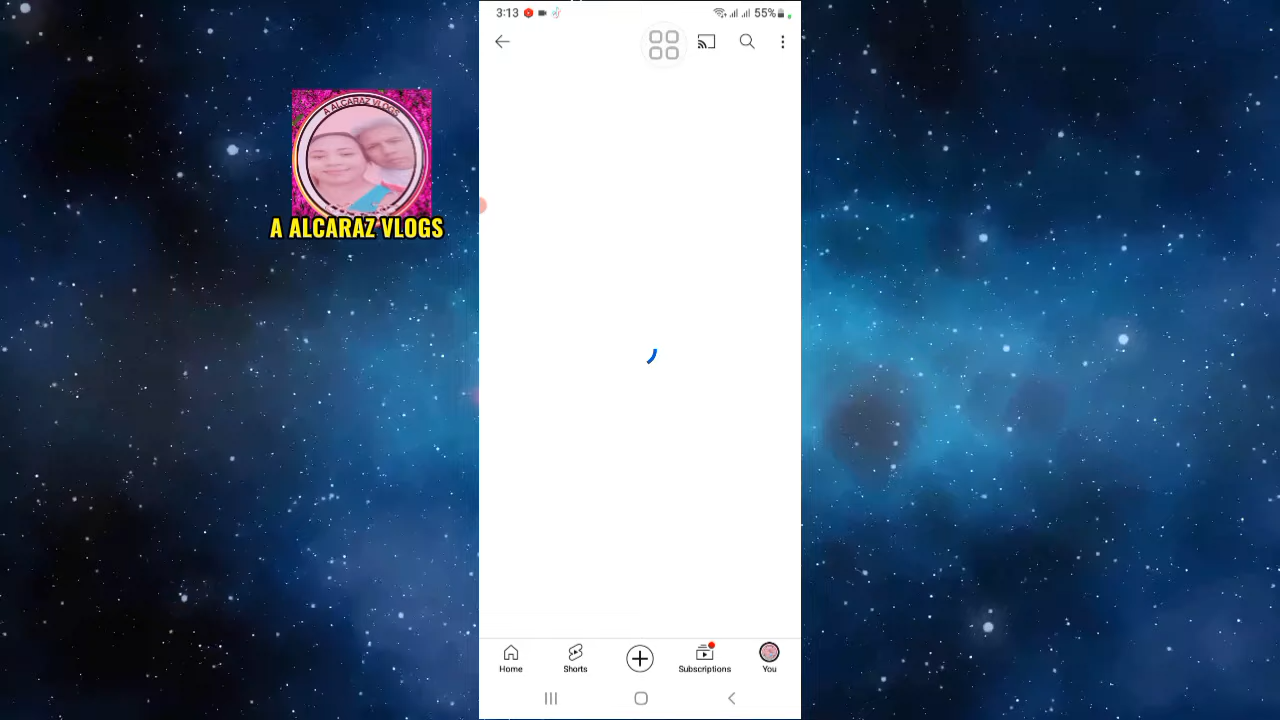 3:13
55%
A ALCARAZ VLOGS
A ALCARAZ VLOGS
Home
Shorts
Subscriptions
You